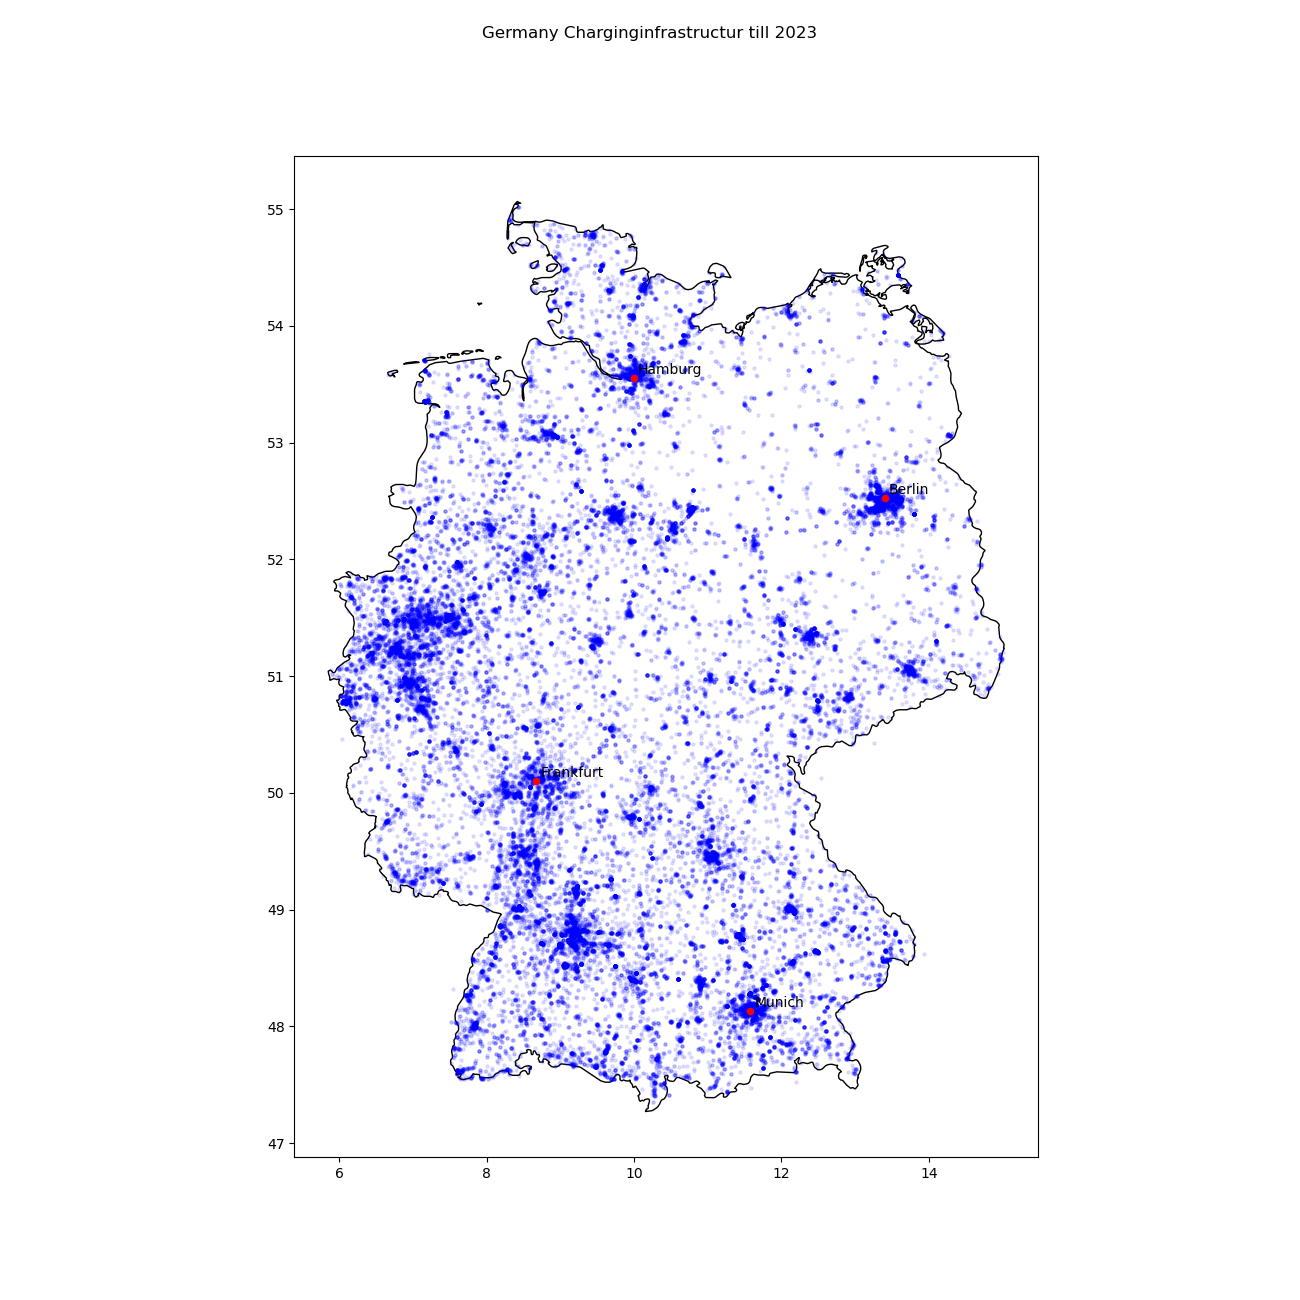 Germany Charginginfrastructur till 2023
55
54
Hamburg
53
Berlin
52
51
Frankfurt
50
49
Munich
48
47
6 8 10 12 14